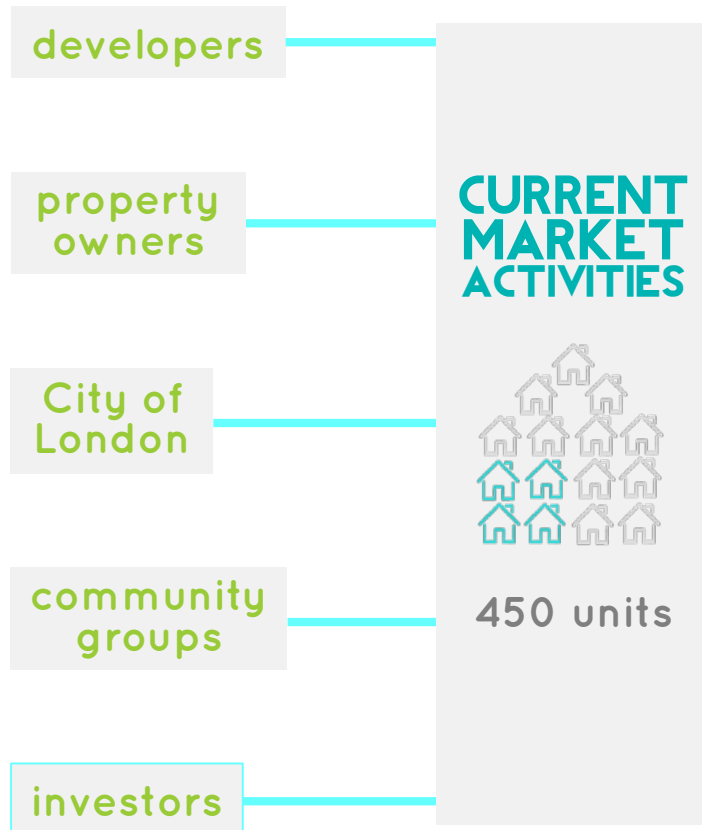 developers
property
owners
City of
London
community
groups
investors
CURRENT
MARKET
ACTIVITIES
450 units